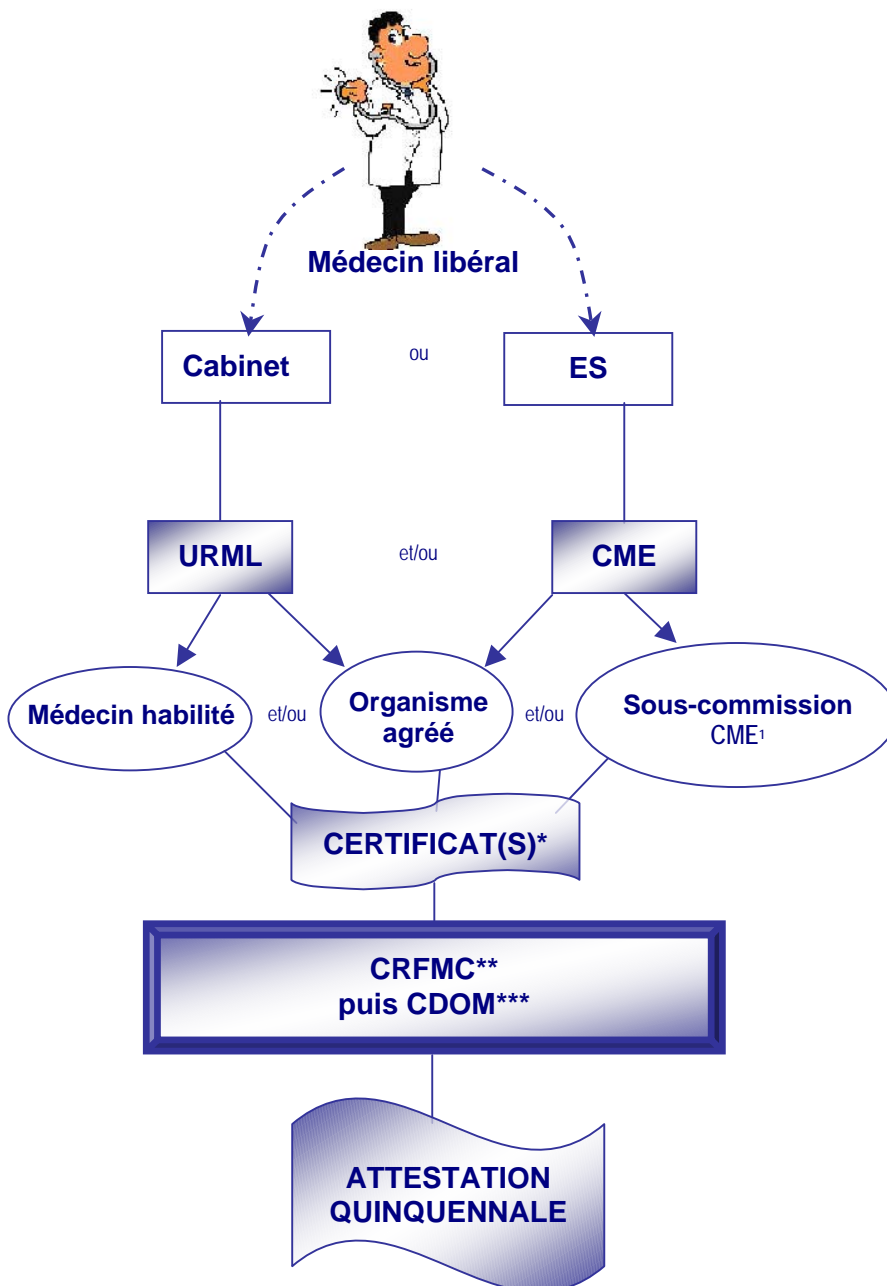 Médecin libéral
Cabinet
ou
ES
URML
et/ou
CME
Médecin habilité
et/ou
Organisme
agréé
et/ou
Sous-commission
CME¹
CERTIFICAT(S)*
CRFMC**
puis CDOM***
ATTESTATION
QUINQUENNALE